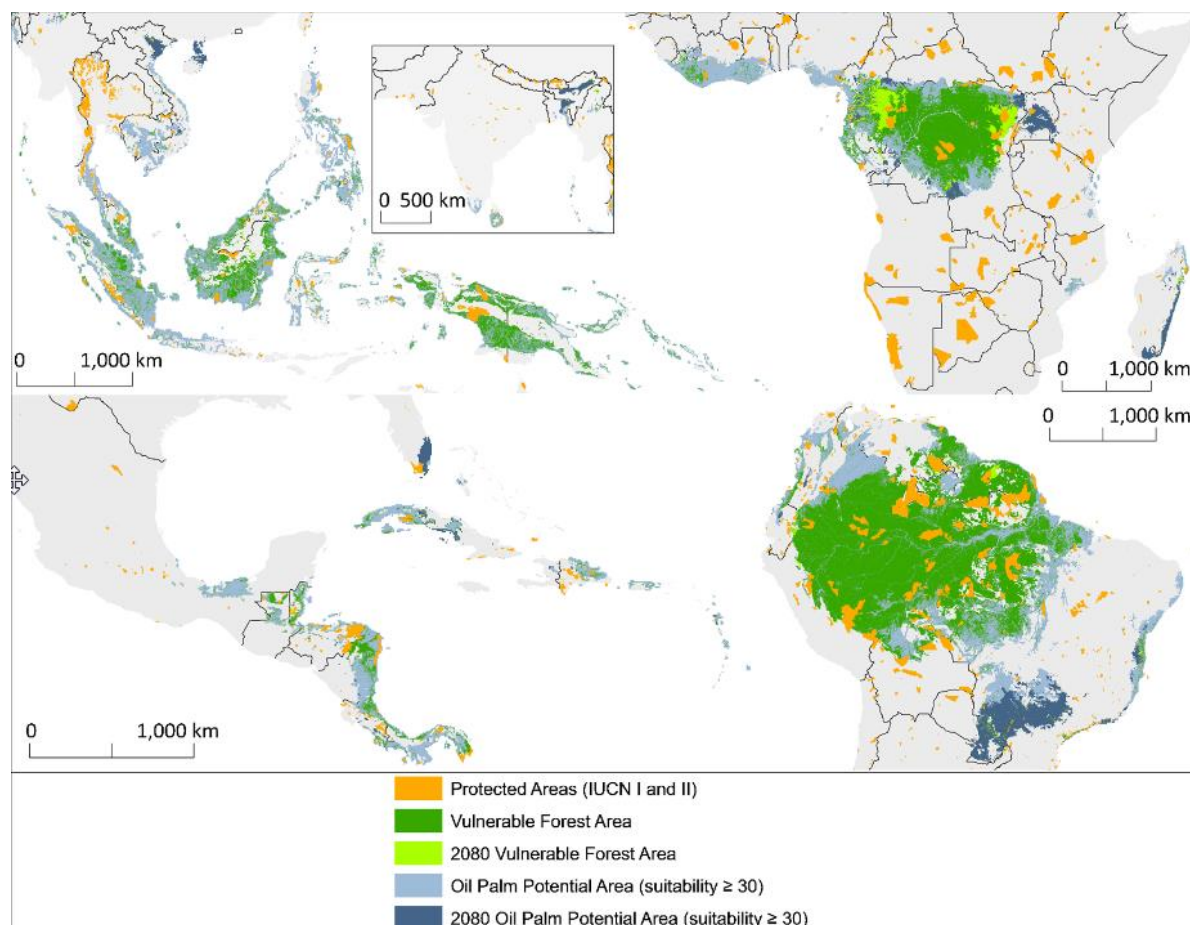 0 500 km
0 1,000 km
0 1,000 km
0 1,000 km
0 1,000 km
Protected Areas (IUCN I and II)
Vulnerable Forest Area
2080 Vulnerable Forest Area
Oil Palm Potential Area (suitability ≥ 30)
2080 Oil Palm Potential Area (suitability ≥ 30)